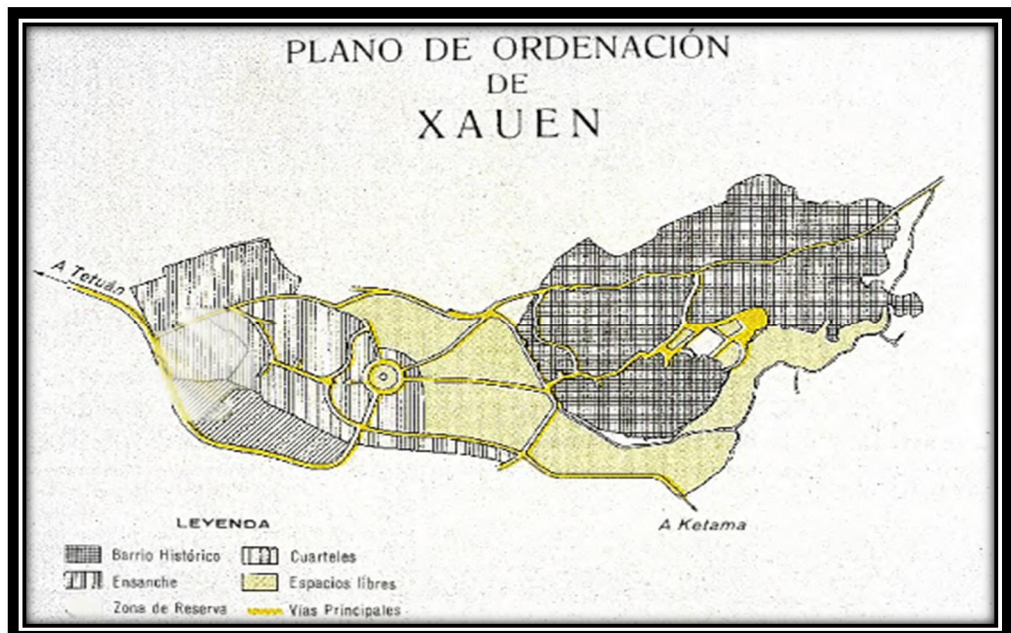 PLANO DE ORDENACIÓN
DE
XAUEN
A Tetuán
A Ketama
LEYENDA
Barrio Histórico
Cuarteles
Ensanche
Espacios libres
Zona de Reserva
Vías Principales